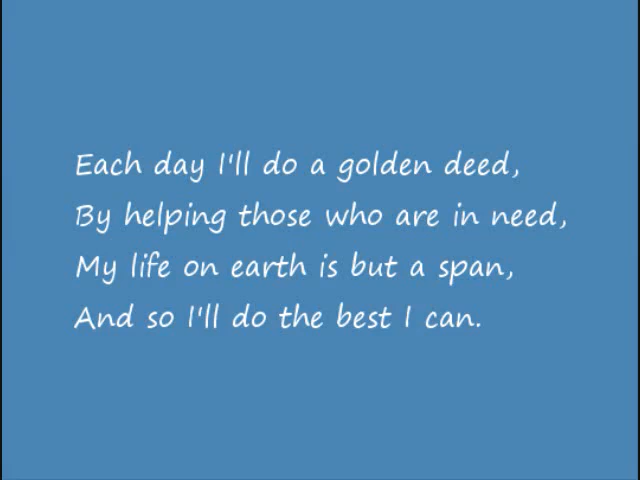 Each day I'll do a golden deed,
By helping those who are in need,
My life on earth is but a span,
And so I'll do the best I can.